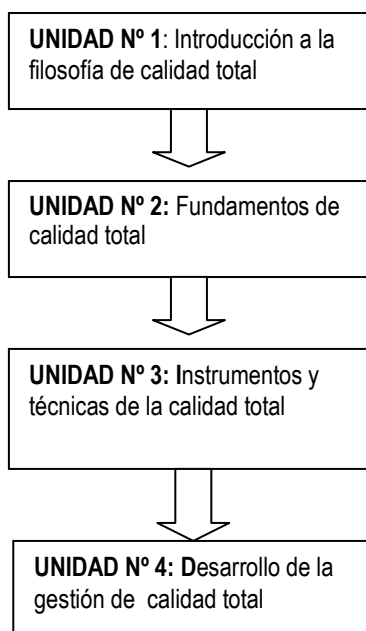 UNIDAD Nº 1: Introducción a la
filosofía de calidad total
UNIDAD Nº 2: Fundamentos de
calidad total
UNIDAD Nº 3: Instrumentos y
técnicas de la calidad total
UNIDAD Nº 4: Desarrollo de la
gestión de calidad total